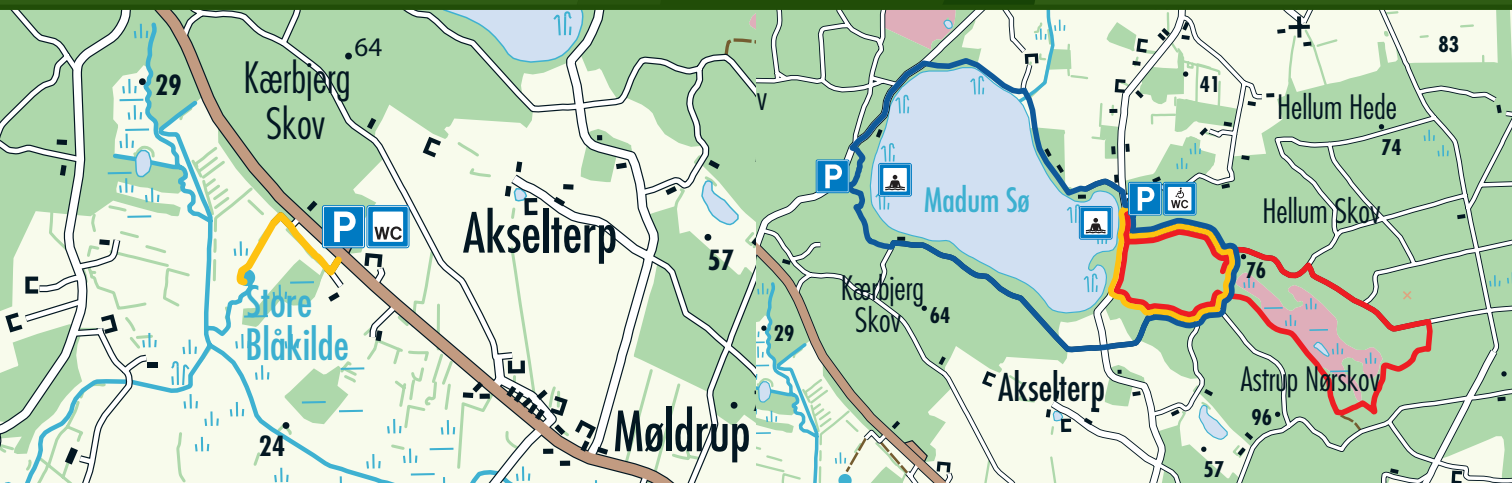 64
Kærbjerg
Skov
29
P
WC
Akselterp
57
Store
Blåkilde
24
Møldrup
V
83
41
Hellum Hede
74
P
Madum Sø
P
WC
Hellum Skov
76
Kærbjerg
Skov
64
29
Akselterp
Astrup Nørskov
96
57